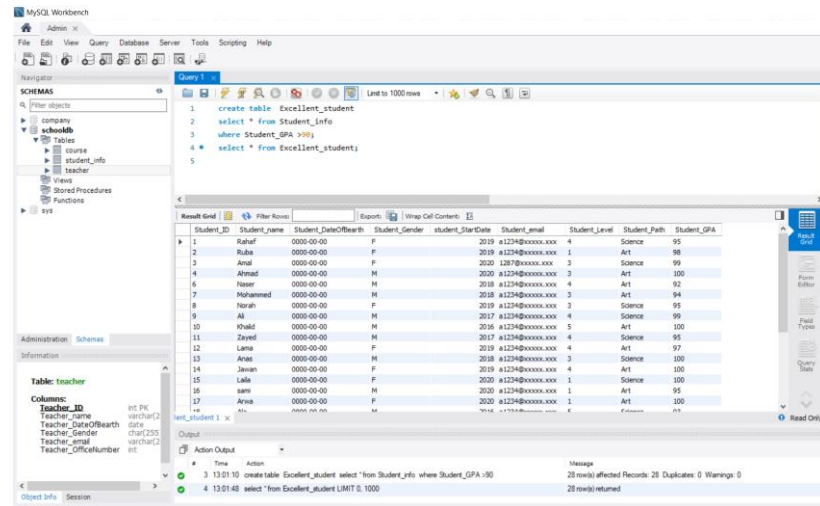 MySQL Workbench
Admin ×
File Edit View Query Database Server Tools Scripting Help
Navigator
SCHEMAS
Filter objects
company
schooldb
Tables
course
student_info
teacher
Views
Stored Procedures
Functions
sys
Administration Schemas
Information
Table: teacher
Columns:
Teacher_ID int PK
Teacher_name varchar(2
Teacher_DateOfBearth date
Teacher_Gender char(255
Teacher_email varchar(2
Teacher_OfficeNumber int
Object Info Session
Query 1 ×
Limit to 1000 rows
1 create table Excellent_student
2 select * from Student_info
3 where Student_GPA >90;
4 select * from Excellent_student;
5
Result Grid Filter Rows: Export: Wrap Cell Content:
Student_ID Student_name Student_DateOfBearth Student_Gender student_StartDate Student_email Student_Level Student_Path Student_GPA
1 Rahaf 0000-00-00 F 2019 a1234@xxxxx.xxx 4 Science 95
2 Ruba 0000-00-00 F 2019 a1234@xxxxx.xxx 1 Art 98
3 Amal 0000-00-00 F 2020 1287@xxxxx.xxx 3 Science 99
4 Ahmad 0000-00-00 M 2020 a1234@xxxxx.xxx 3 Art 100
6 Naser 0000-00-00 M 2018 a1234@xxxxx.xxx 4 Art 92
7 Mohammed 0000-00-00 M 2018 a1234@xxxxx.xxx 3 Art 94
8 Norah 0000-00-00 F 2019 a1234@xxxxx.xxx 3 Science 95
9 Ali 0000-00-00 M 2017 a1234@xxxxx.xxx 4 Science 99
10 Khalid 0000-00-00 M 2016 a1234@xxxxx.xxx 5 Art 100
11 Zayed 0000-00-00 M 2017 a1234@xxxxx.xxx 4 Science 95
12 Lama 0000-00-00 F 2019 a1234@xxxxx.xxx 4 Art 97
13 Anas 0000-00-00 M 2018 a1234@xxxxx.xxx 3 Science 100
14 Jawan 0000-00-00 F 2019 a1234@xxxxx.xxx 4 Art 100
15 Laila 0000-00-00 F 2020 a1234@xxxxx.xxx 1 Science 100
16 sami 0000-00-00 M 2020 a1234@xxxxx.xxx 1 Art 95
17 Arwa 0000-00-00 F 2020 a1234@xxxxx.xxx 1 Art 100
Result Grid
Form Editor
Field Types
Query Stats
lent_student 1 ×
Read Only
Output
Action Output
# Time Action Message
3 13:01:10 create table Excellent_student select * from Student_info where Student_GPA >90 28 row(s) affected Records: 28 Duplicates: 0 Warnings: 0
4 13:01:48 select * from Excellent_student LIMIT 0, 1000 28 row(s) returned